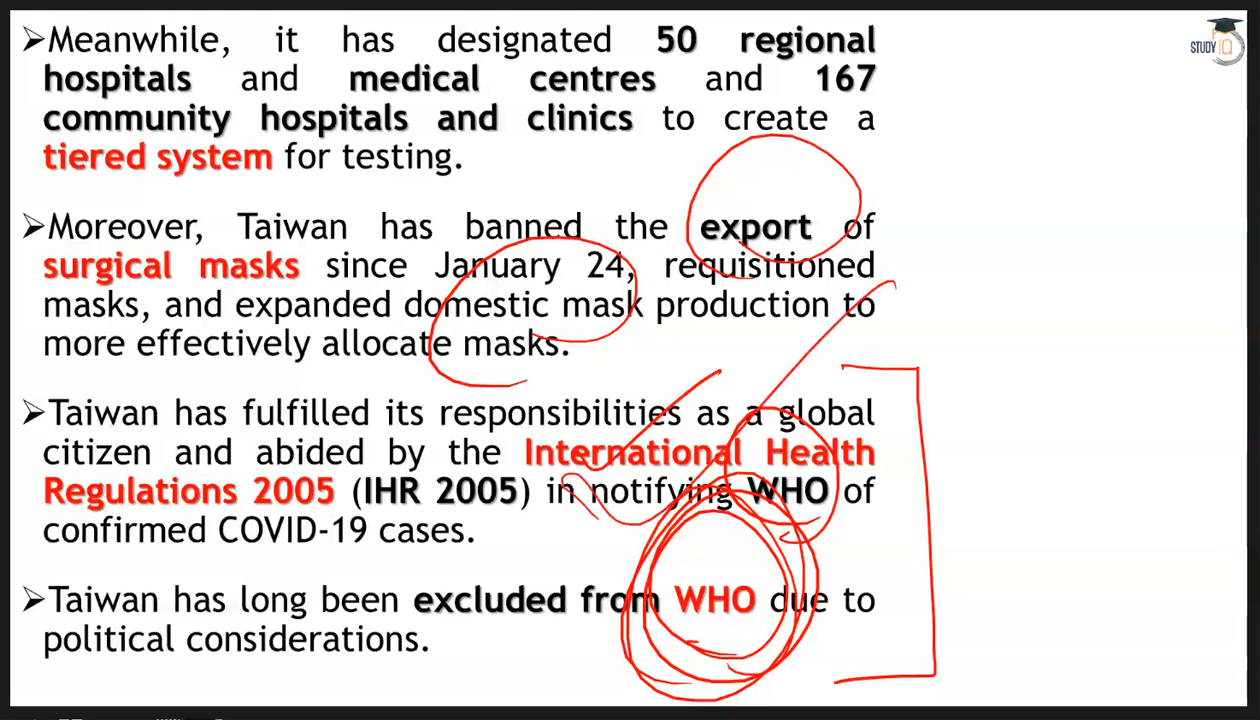 ➢Meanwhile, it has designated 50 regional
hospitals and medical centres and 167
community hospitals and clinics to create a
tiered system for testing.
➢Moreover, Taiwan has banned the export of
surgical masks since January 24, requisitioned
masks, and expanded domestic mask production to
more effectively allocate masks.
➢Taiwan has fulfilled its responsibilities as a global
citizen and abided by the International Health
Regulations 2005 (IHR 2005) in notifying WHO of
confirmed COVID-19 cases.
➢Taiwan has long been excluded from WHO due to
political considerations.
STUDY IQ